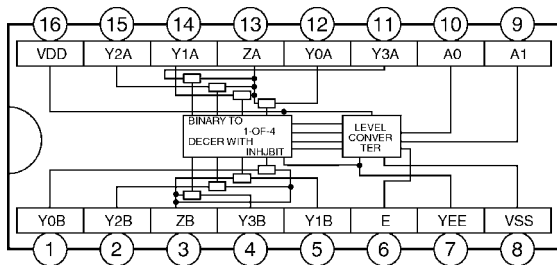 16 15 14 13 12 11 10 9
VDD Y2A Y1A ZA Y0A Y3A A0 A1
BINARY TO
1-OF-4
DECER WITH
INHJBIT
LEVEL
CONVER
TER
Y0B Y2B ZB Y3B Y1B E YEE VSS
1 2 3 4 5 6 7 8